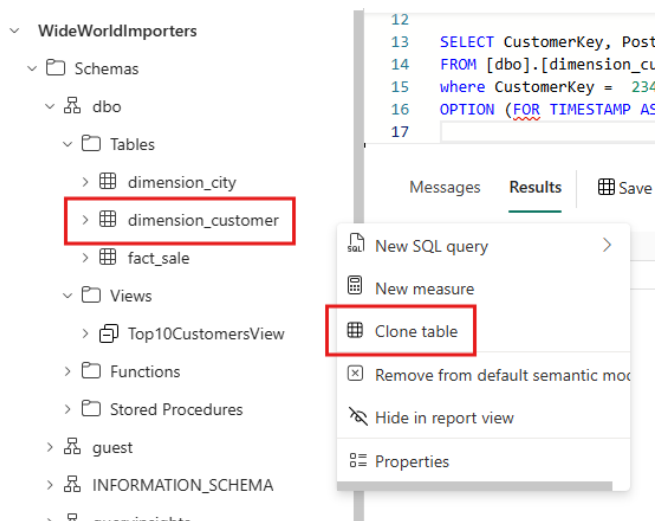 WideWorldImporters
Schemas
dbo
Tables
dimension_city
dimension_customer
fact_sale
Views
Top10CustomersView
Functions
Stored Procedures
guest
INFORMATION_SCHEMA
queryinsights
12
13 SELECT CustomerKey, Post
14 FROM [dbo].[dimension_cu
15 where CustomerKey = 234
16 OPTION (FOR TIMESTAMP AS
17
Messages Results Save
New SQL query
New measure
Clone table
Remove from default semantic mod
Hide in report view
Properties